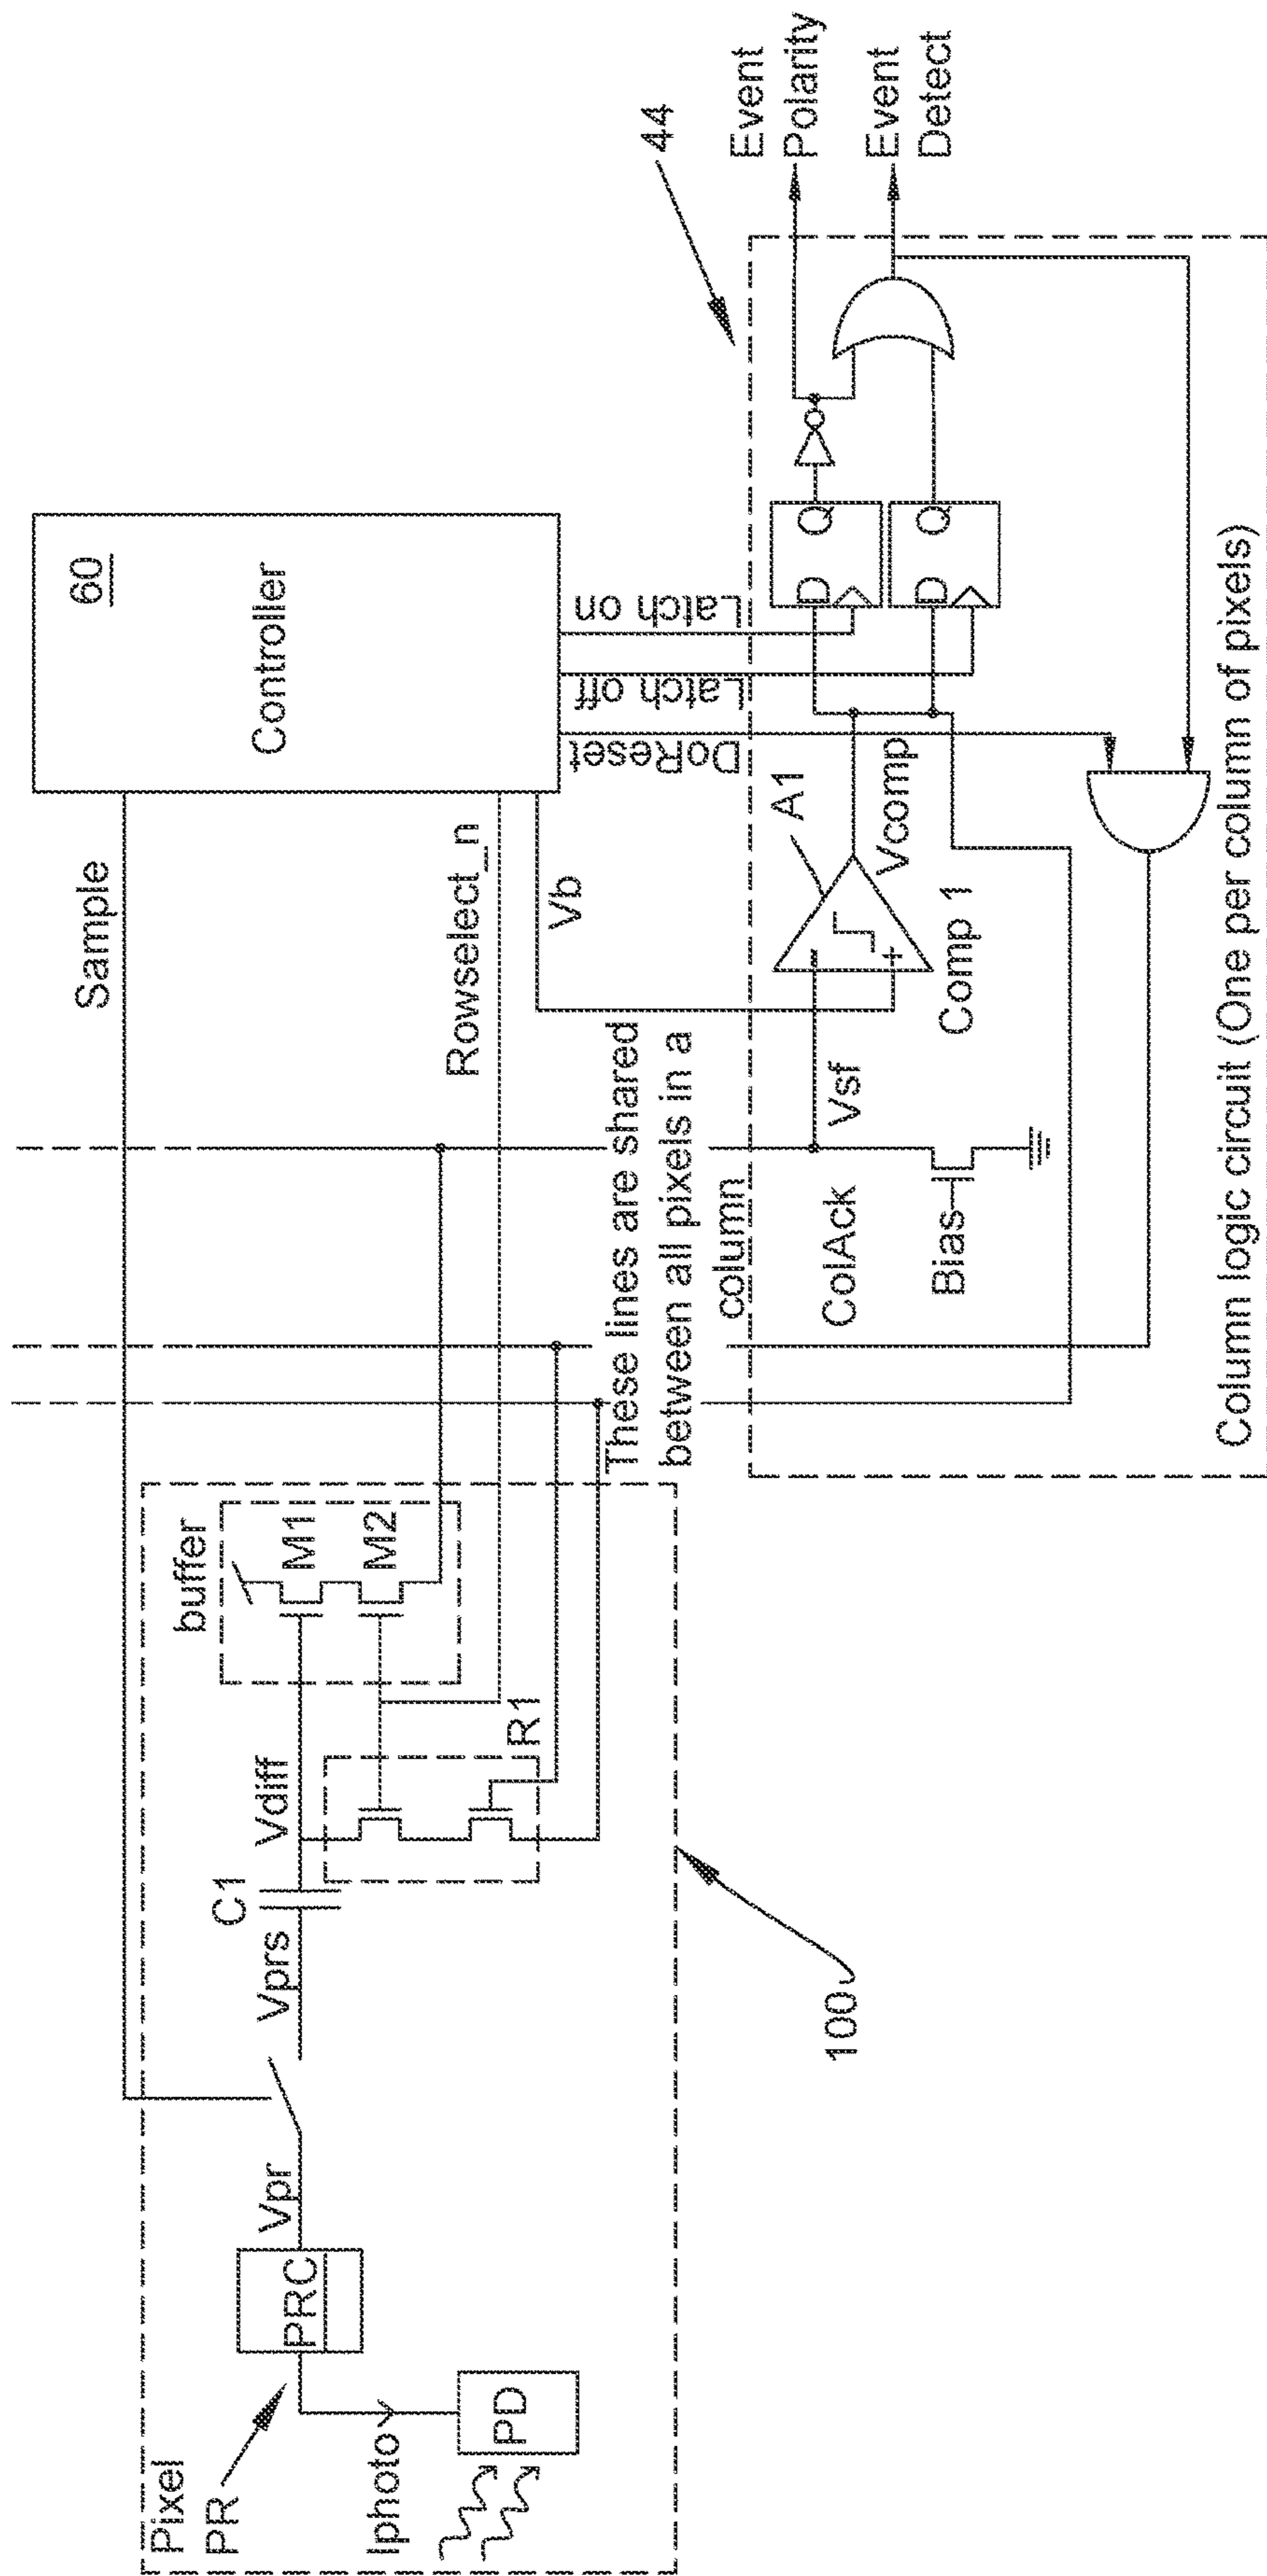 Pixel
PR
PRC
Iphoto
PD
Vpr
Vprs
C1
Vdiff
buffer
M1
M2
R1
100
Sample
Rowselect_n
Vb
60
Controller
DoReset
Latch off
Latch on
These lines are shared
between all pixels in a
column
ColAck
Vsf
Bias
A1
-
+
Comp 1
Vcomp
D Q
D Q
44
Event
Polarity
Event
Detect
Column logic circuit (One per column of pixels)